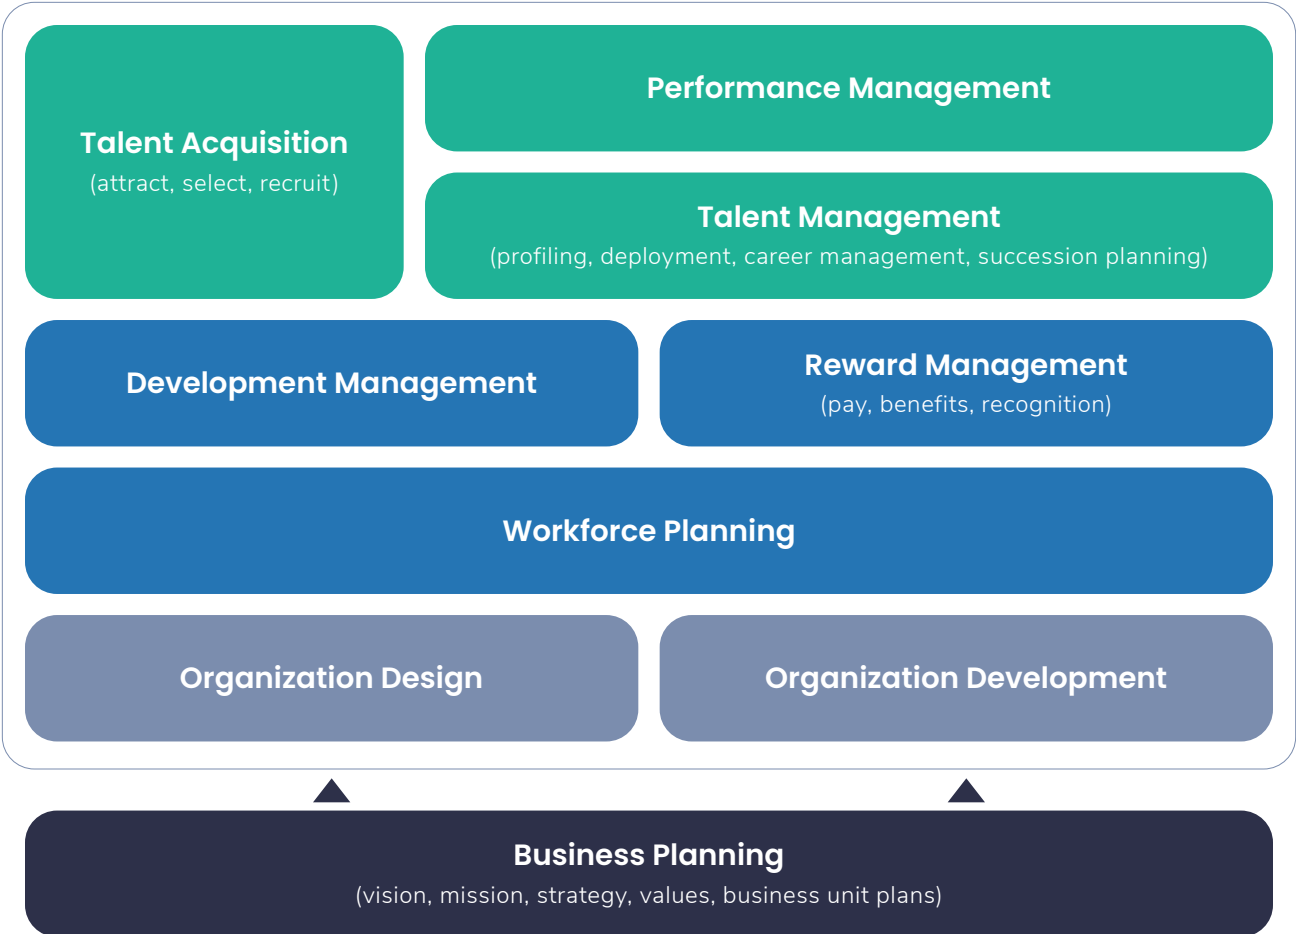 Talent Acquisition
(attract, select, recruit)
Performance Management
Talent Management
(profiling, deployment, career management, succession planning)
Development Management
Reward Management
(pay, benefits, recognition)
Workforce Planning
Organization Design
Organization Development
Business Planning
(vision, mission, strategy, values, business unit plans)